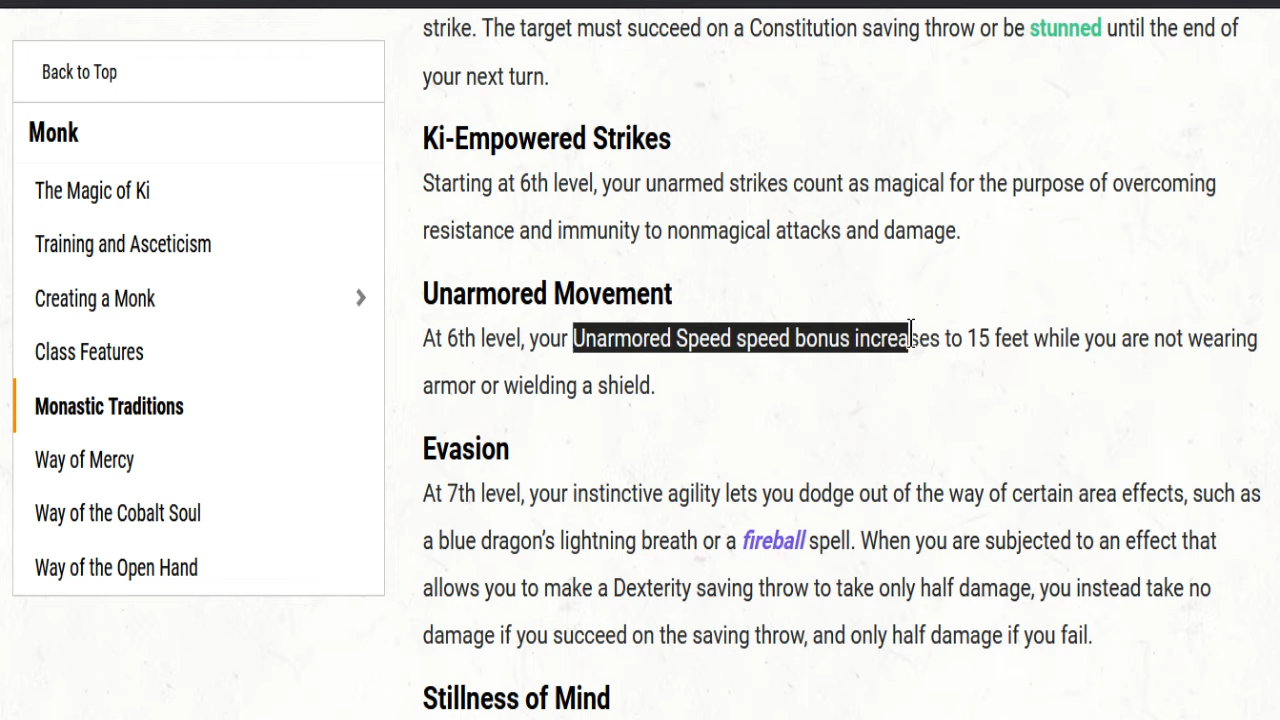 Back to Top
Monk
The Magic of Ki
Training and Asceticism
Creating a Monk
Class Features
Monastic Traditions
Way of Mercy
Way of the Cobalt Soul
Way of the Open Hand
strike. The target must succeed on a Constitution saving throw or be stunned until the end of
your next turn.
Ki-Empowered Strikes
Starting at 6th level, your unarmed strikes count as magical for the purpose of overcoming
resistance and immunity to nonmagical attacks and damage.
Unarmored Movement
At 6th level, your Unarmored Speed speed bonus increases to 15 feet while you are not wearing
armor or wielding a shield.
Evasion
At 7th level, your instinctive agility lets you dodge out of the way of certain area effects, such as
a blue dragon’s lightning breath or a fireball spell. When you are subjected to an effect that
allows you to make a Dexterity saving throw to take only half damage, you instead take no
damage if you succeed on the saving throw, and only half damage if you fail.
Stillness of Mind